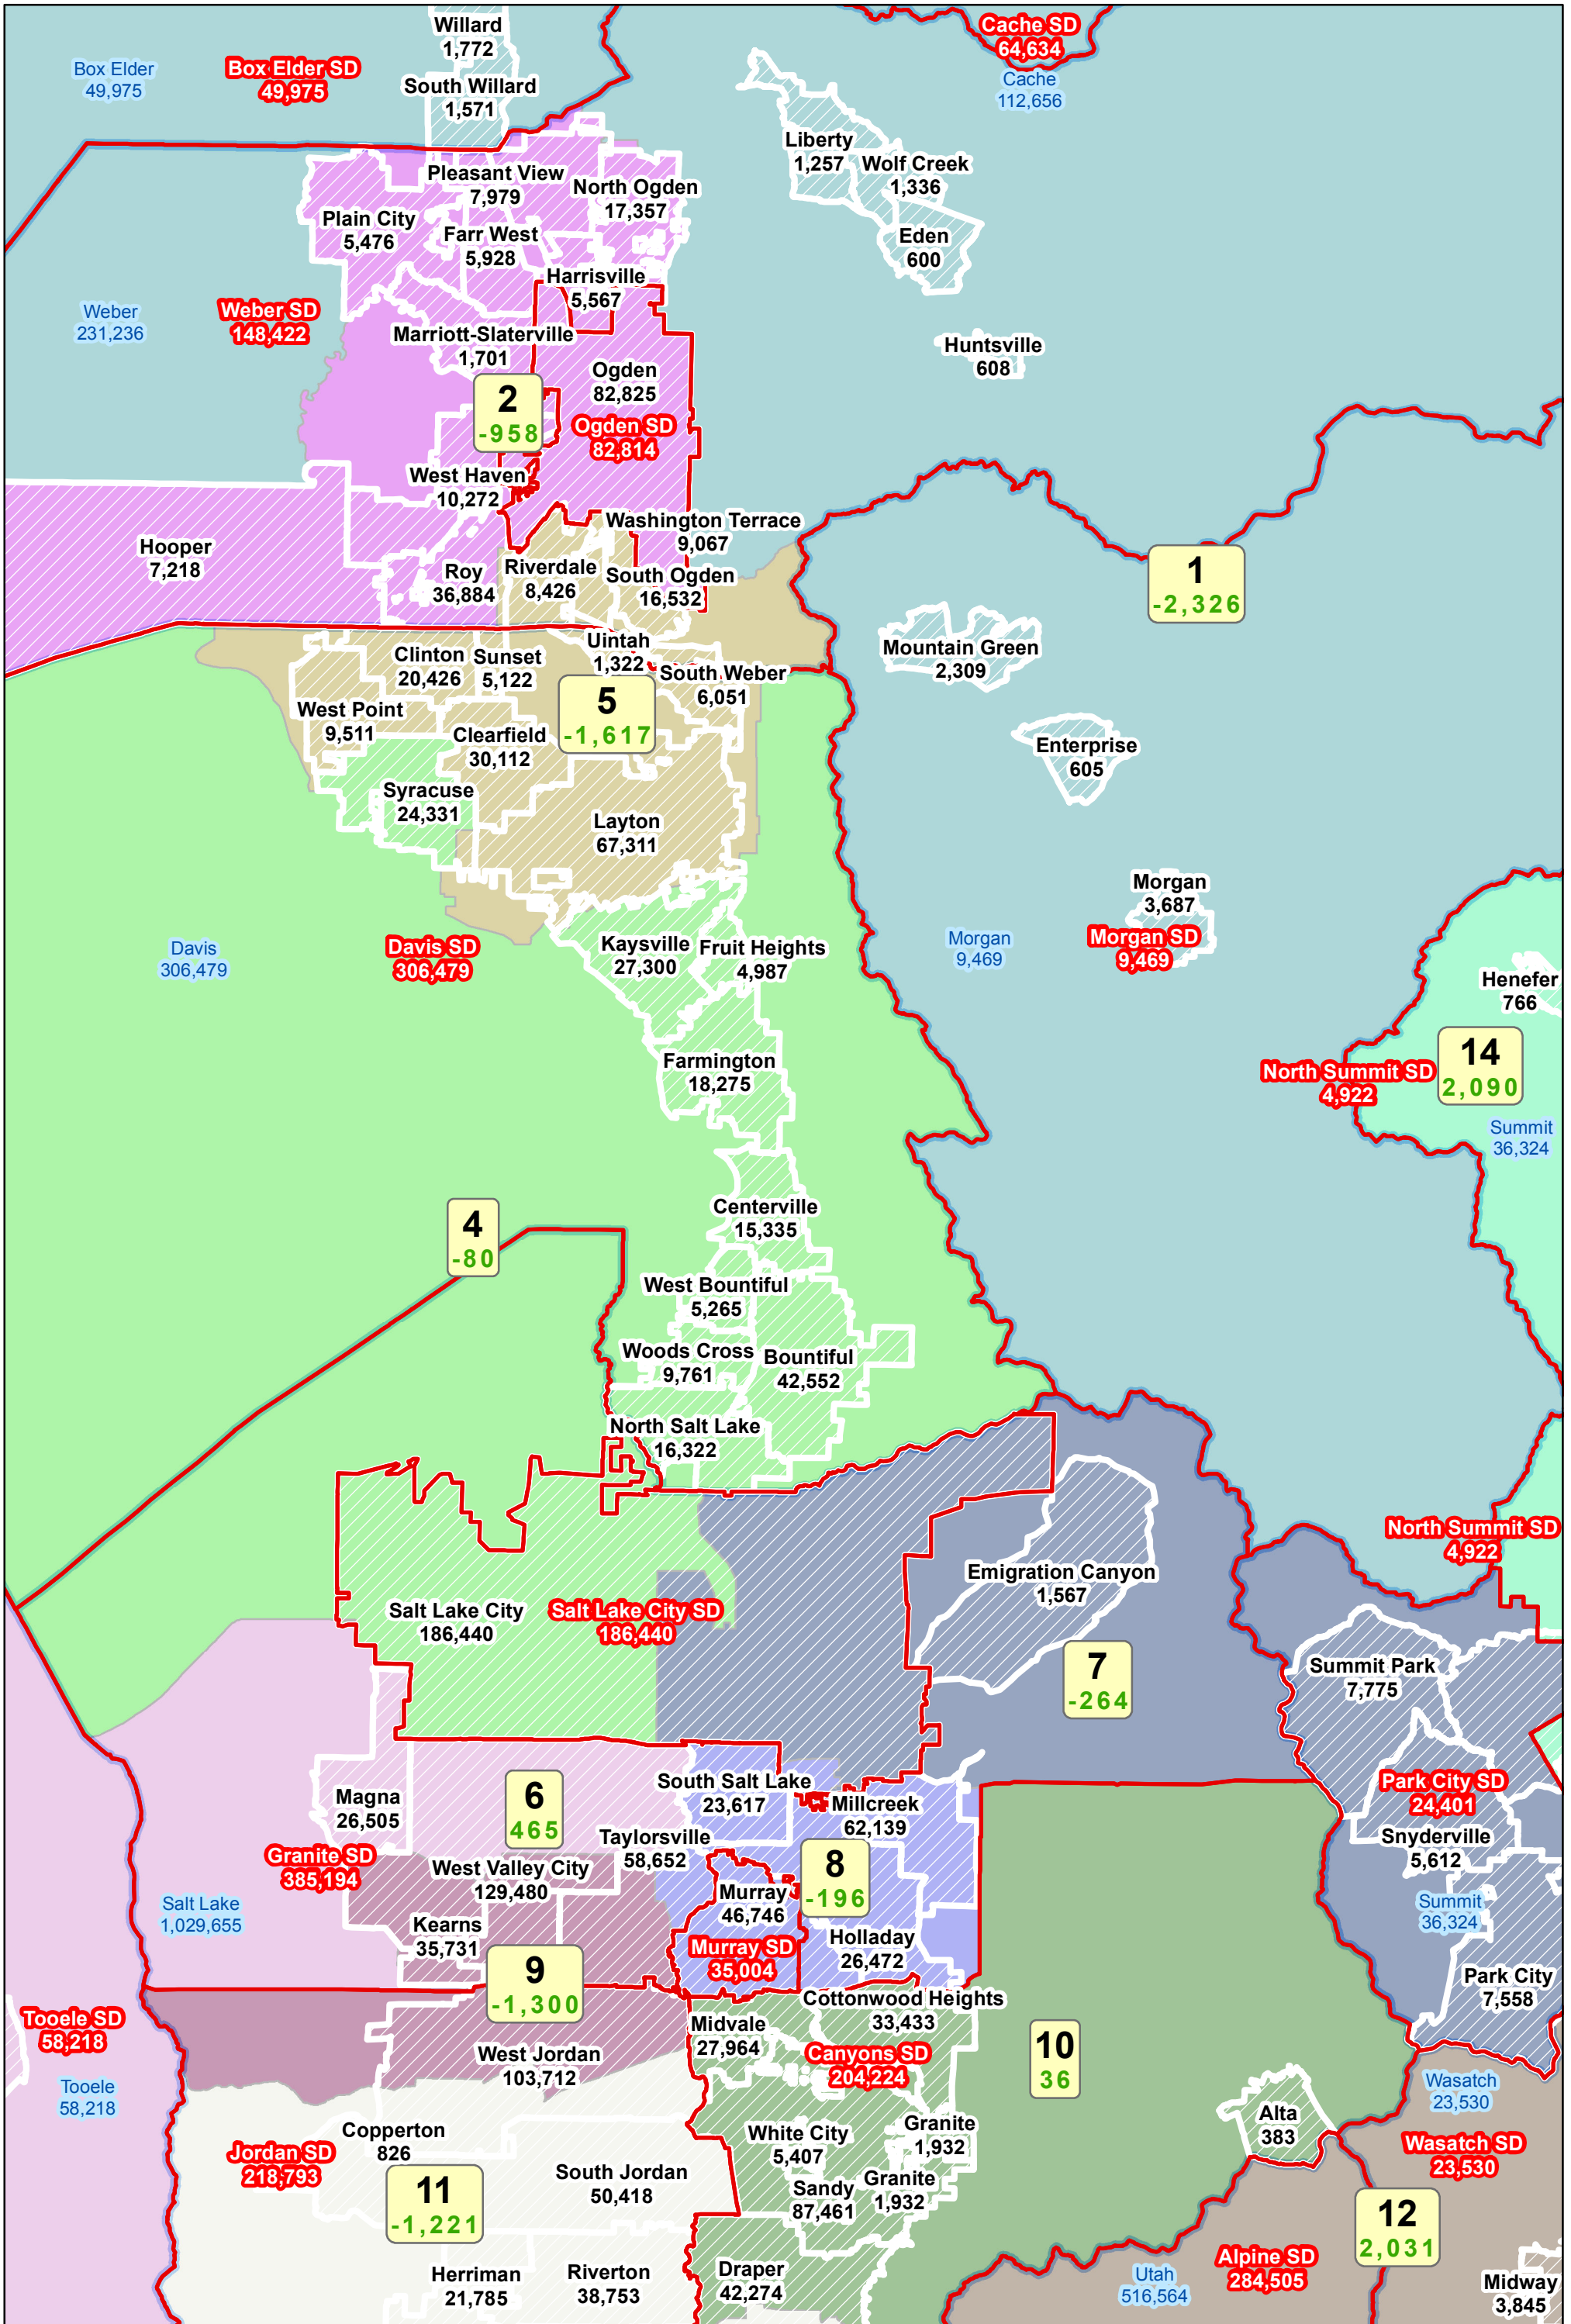 Willard
1,772
Cache SD
64,634
Box Elder
49,975
Box Elder SD
49,975
South Willard
1,571
Cache
112,656
Liberty
1,257
Wolf Creek
1,336
Pleasant View
7,979
North Ogden
17,357
Plain City
5,476
Farr West
5,928
Eden
600
Harrisville
5,567
Weber
231,236
Weber SD
148,422
Marriott-Slaterville
1,701
Huntsville
608
Ogden
82,825
2
-958
Ogden SD
82,814
West Haven
10,272
Washington Terrace
9,067
Hooper
7,218
Roy
36,884
Riverdale
8,426
South Ogden
16,532
1
-2,326
Uintah
1,322
Mountain Green
2,309
Clinton
20,426
Sunset
5,122
South Weber
6,051
5
-1,617
West Point
9,511
Clearfield
30,112
Enterprise
605
Syracuse
24,331
Layton
67,311
Morgan
3,687
Davis
306,479
Davis SD
306,479
Kaysville
27,300
Fruit Heights
4,987
Morgan
9,469
Morgan SD
9,469
Henefer
766
Farmington
18,275
North Summit SD
4,922
14
2,090
Summit
36,324
Centerville
15,335
4
-80
West Bountiful
5,265
Woods Cross
9,761
Bountiful
42,552
North Salt Lake
16,322
North Summit SD
4,922
Emigration Canyon
1,567
Salt Lake City
186,440
Salt Lake City SD
186,440
7
-264
Summit Park
7,775
South Salt Lake
23,617
Park City SD
24,401
Magna
26,505
6
465
Millcreek
62,139
Taylorsville
58,652
Snyderville
5,612
Granite SD
385,194
West Valley City
129,480
8
-196
Salt Lake
1,029,655
Murray
46,746
Summit
36,324
Kearns
35,731
Holladay
26,472
Murray SD
35,004
9
-1,300
Park City
7,558
Cottonwood Heights
33,433
Tooele SD
58,218
Midvale
27,964
West Jordan
103,712
Canyons SD
204,224
10
36
Tooele
58,218
Wasatch
23,530
Alta
383
Copperton
826
White City
5,407
Granite
1,932
Jordan SD
218,793
Wasatch SD
23,530
South Jordan
50,418
Sandy
87,461
Granite
1,932
11
-1,221
12
2,031
Herriman
21,785
Riverton
38,753
Draper
42,274
Utah
516,564
Alpine SD
284,505
Midway
3,845